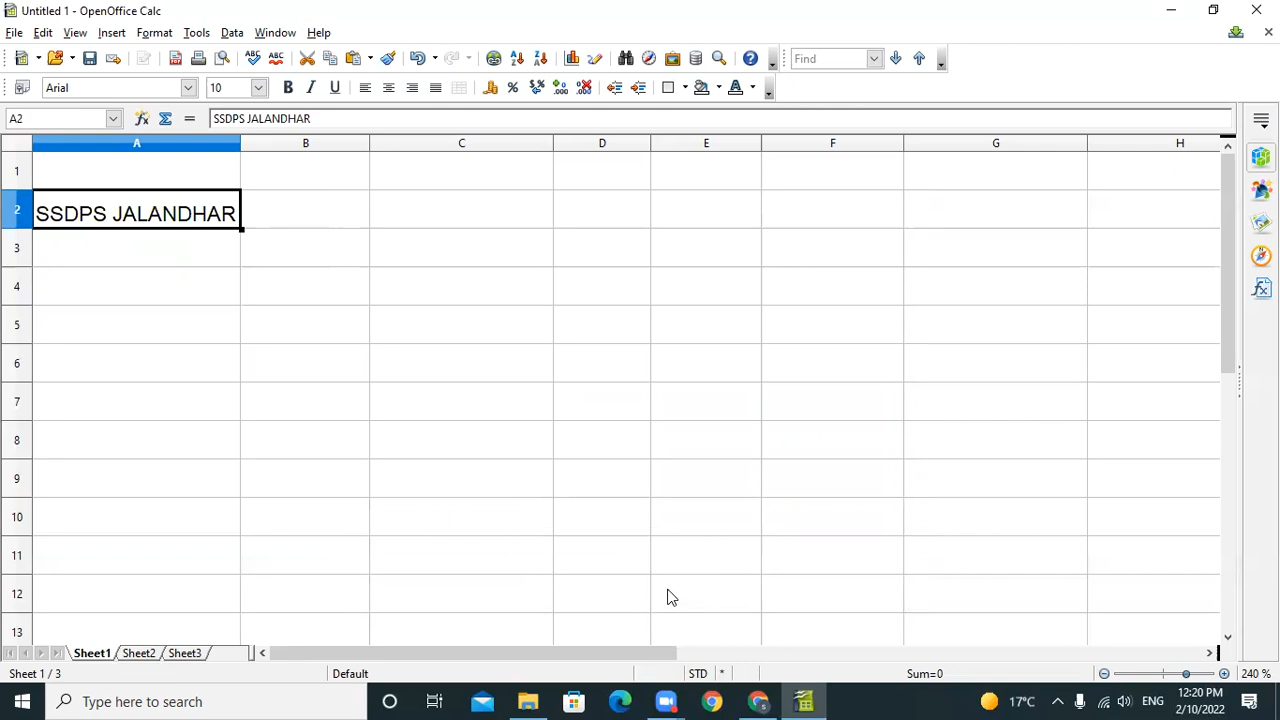 Untitled 1 - OpenOffice Calc
File Edit View Insert Format Tools Data Window Help
Find
Arial 10
A2 SSDPS JALANDHAR
A B C D E F G H
1
2 SSDPS JALANDHAR
3
4
5
6
7
8
9
10
11
12
13
Sheet1 Sheet2 Sheet3
Sheet 1 / 3 Default STD * Sum=0 240 %
Type here to search 17°C ENG 12:20 PM
2/10/2022